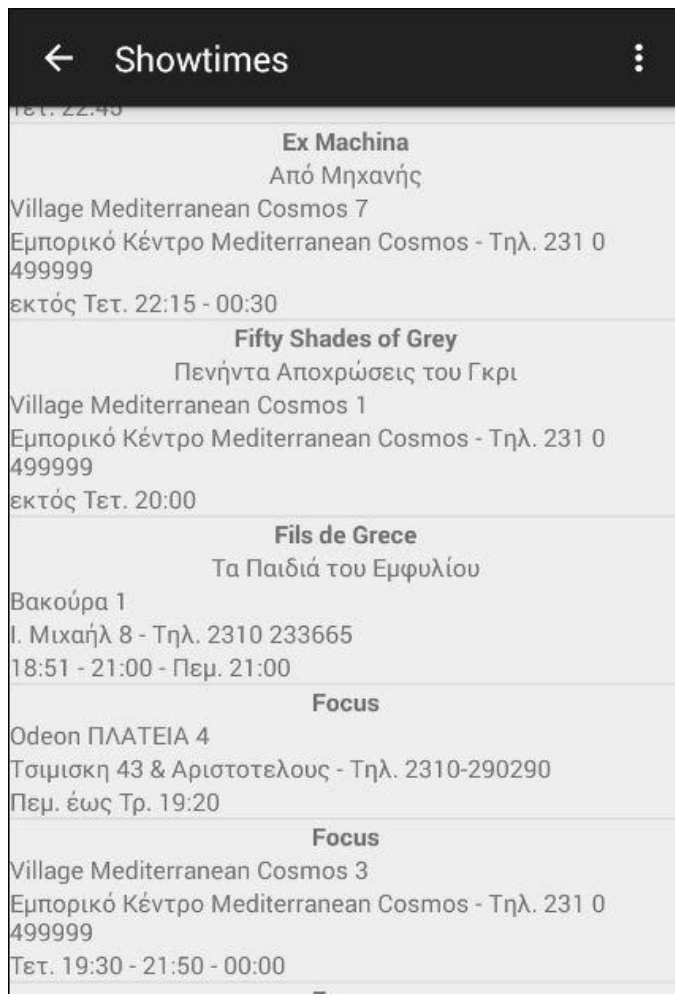 Showtimes
Τετ. 22:45
Ex Machina
Από Μηχανής
Village Mediterranean Cosmos 7
Εμπορικό Κέντρο Mediterranean Cosmos - Τηλ. 231 0
499999
εκτός Τετ. 22:15 - 00:30
Fifty Shades of Grey
Πενήντα Αποχρώσεις του Γκρι
Village Mediterranean Cosmos 1
Εμπορικό Κέντρο Mediterranean Cosmos - Τηλ. 231 0
499999
εκτός Τετ. 20:00
Fils de Grece
Τα Παιδιά του Εμφυλίου
Βακούρα 1
Ι. Μιχαήλ 8 - Τηλ. 2310 233665
18:51 - 21:00 - Πεμ. 21:00
Focus
Odeon ΠΛΑΤΕΙΑ 4
Τσιμισκη 43 & Αριστοτελους - Τηλ. 2310-290290
Πεμ. έως Τρ. 19:20
Focus
Village Mediterranean Cosmos 3
Εμπορικό Κέντρο Mediterranean Cosmos - Τηλ. 231 0
499999
Τετ. 19:30 - 21:50 - 00:00